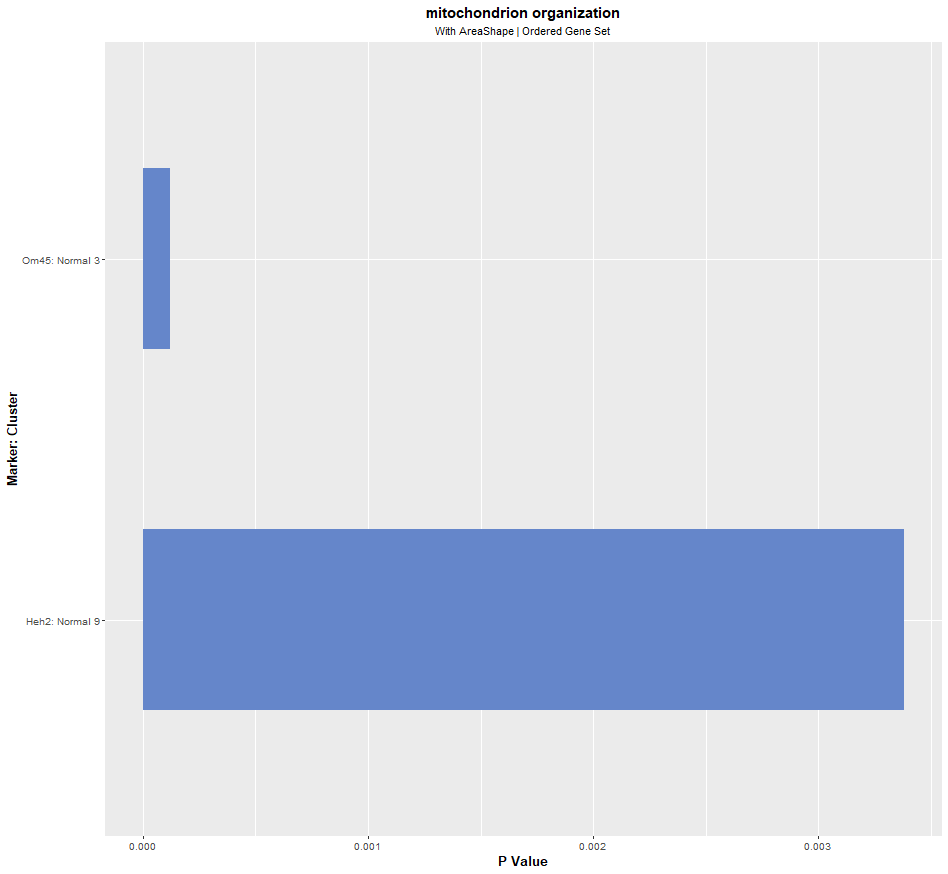 mitochondrion organization
With AreaShape | Ordered Gene Set
Marker: Cluster
Om45: Normal 3
Heh2: Normal 9
0.000
0.001
0.002
0.003
P Value